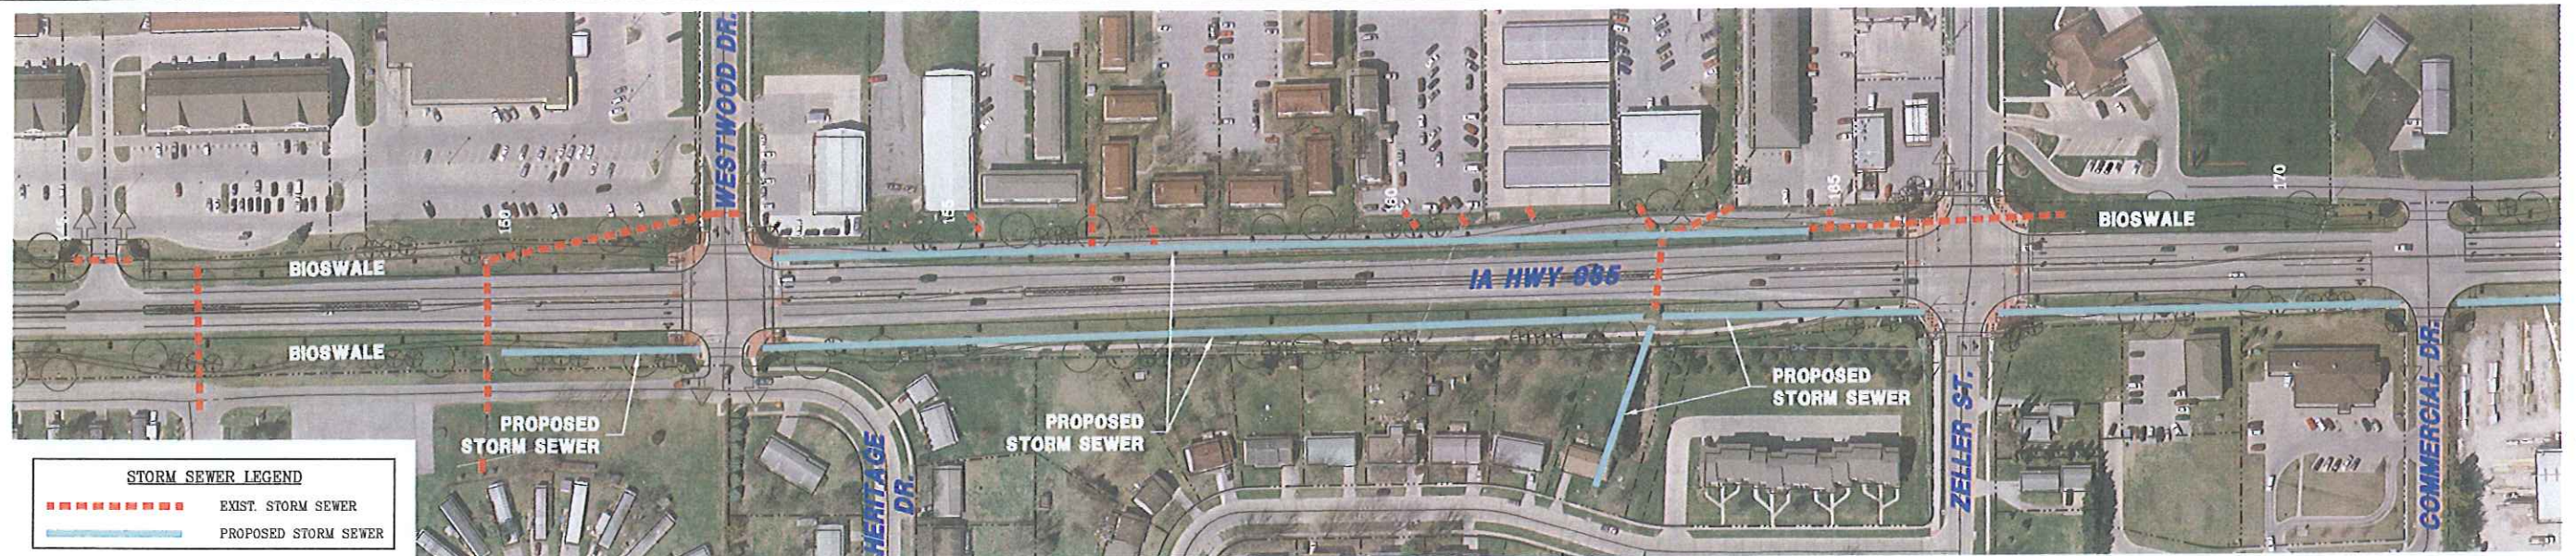 WESTWOOD DR.
150
155
160
165
170
BIOSWALE
BIOSWALE
IA HWY 965
BIOSWALE
PROPOSED
STORM SEWER
PROPOSED
STORM SEWER
PROPOSED
STORM SEWER
HERITAGE
DR.
ZELLER ST.
COMMERCIAL DR.
STORM SEWER LEGEND
EXIST. STORM SEWER
PROPOSED STORM SEWER